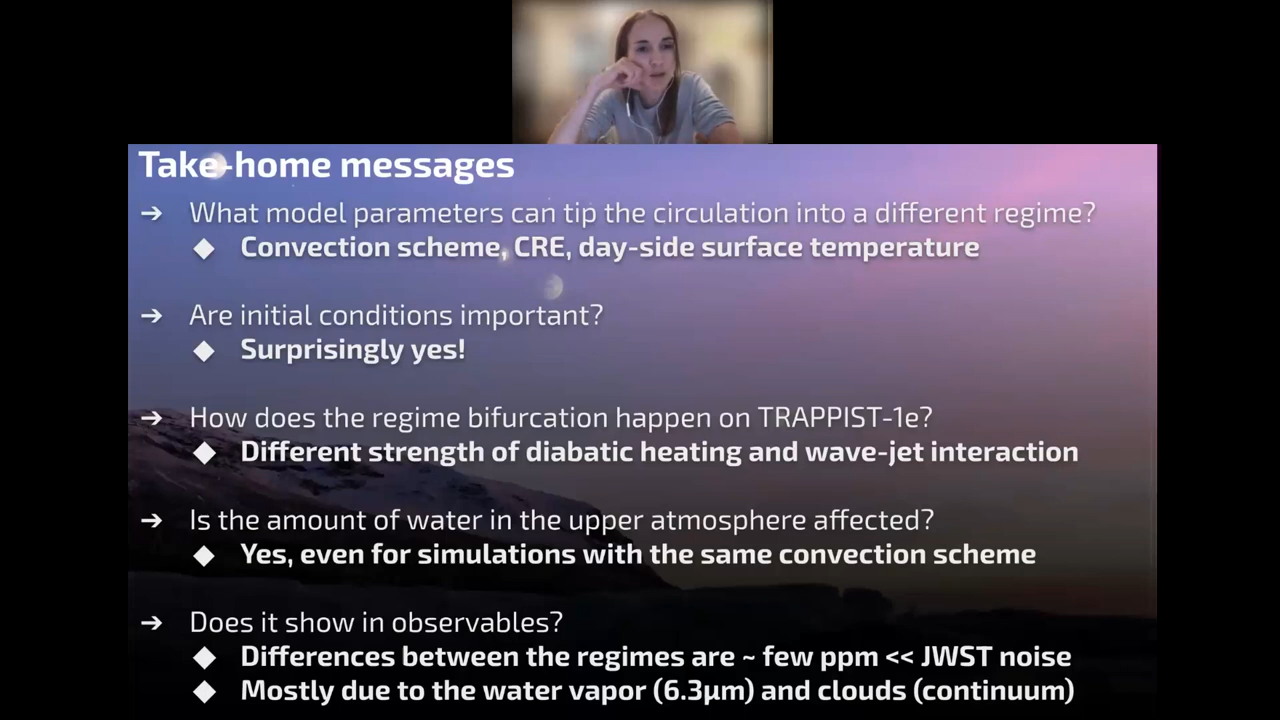 Take-home messages
➔ What model parameters can tip the circulation into a different regime?
◆ Convection scheme, CRE, day-side surface temperature
➔ Are initial conditions important?
◆ Surprisingly yes!
➔ How does the regime bifurcation happen on TRAPPIST-1e?
◆ Different strength of diabatic heating and wave-jet interaction
➔ Is the amount of water in the upper atmosphere affected?
◆ Yes, even for simulations with the same convection scheme
➔ Does it show in observables?
◆ Differences between the regimes are ~ few ppm << JWST noise
◆ Mostly due to the water vapor (6.3µm) and clouds (continuum)